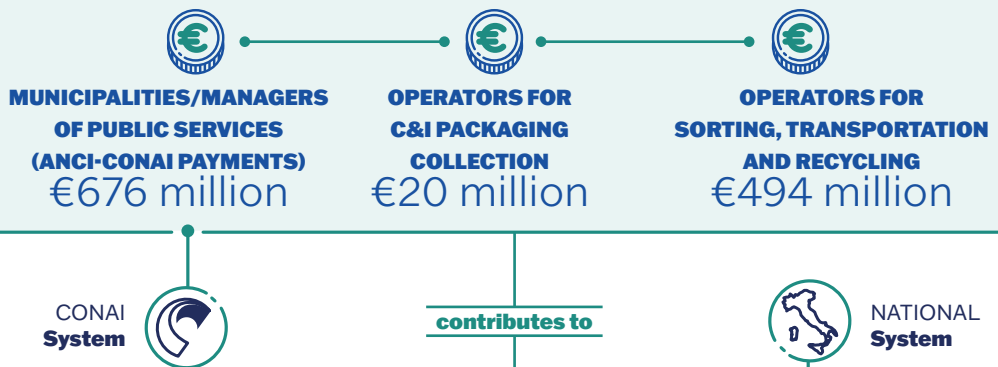 MUNICIPALITIES/MANAGERS
OF PUBLIC SERVICES
(ANCI-CONAI PAYMENTS)
€676 million
OPERATORS FOR
C&I PACKAGING
COLLECTION
€20 million
OPERATORS FOR
SORTING, TRANSPORTATION
AND RECYCLING
€494 million
CONAI
System
contributes to
NATIONAL
System